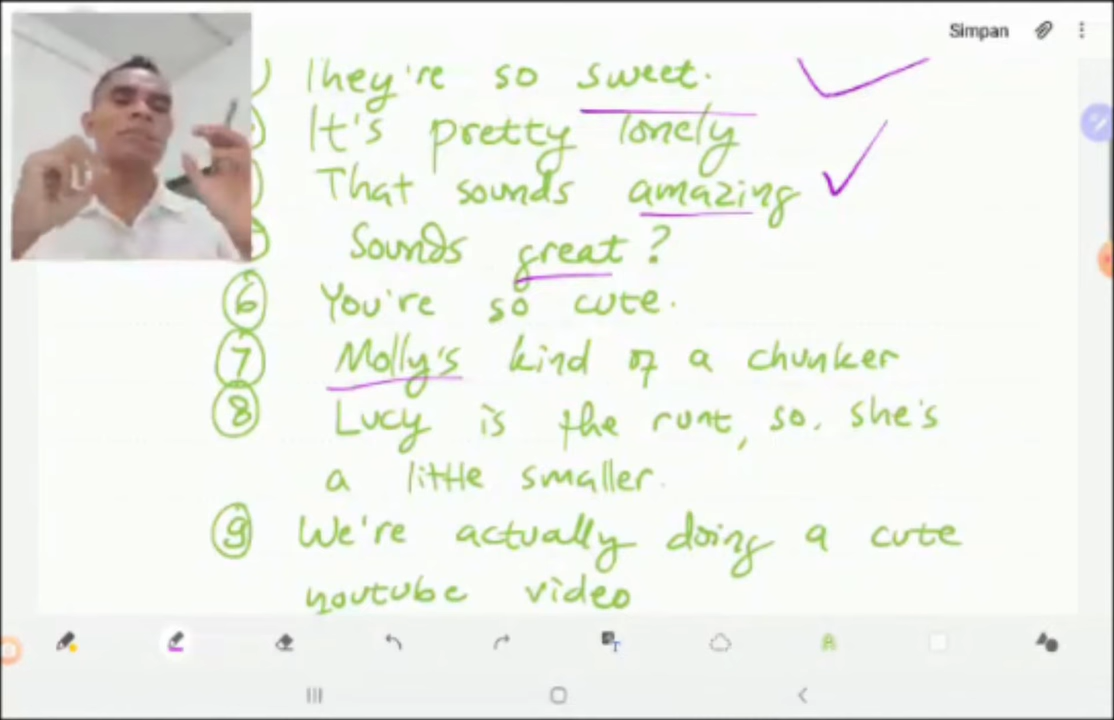 Simpan
They're so sweet.
It's pretty lonely
That sounds amazing
Sounds great?
6 You're so cute.
7 Molly's kind of a chunker
8 Lucy is the runt, so. she's
a little smaller.
9 We're actually doing a cute
youtube video